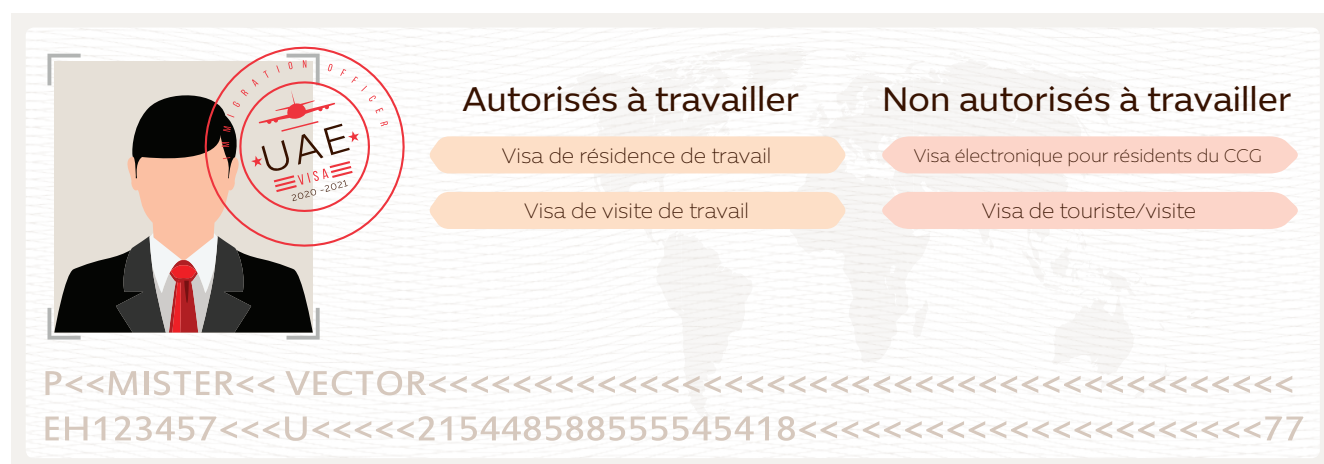 IMMIGRATION OFFICER
UAE
VISA
2020 -2021
Autorisés à travailler
Visa de résidence de travail
Visa de visite de travail
Non autorisés à travailler
Visa électronique pour résidents du CCG
Visa de touriste/visite
P<<MISTER<< VECTOR<<<<<<<<<<<<<<<<<<<<<<<<<<<<<<<<<<<<<<<<<
EH123457<<<U<<<<<215448588555545418<<<<<<<<<<<<<<<<<<<<<<77